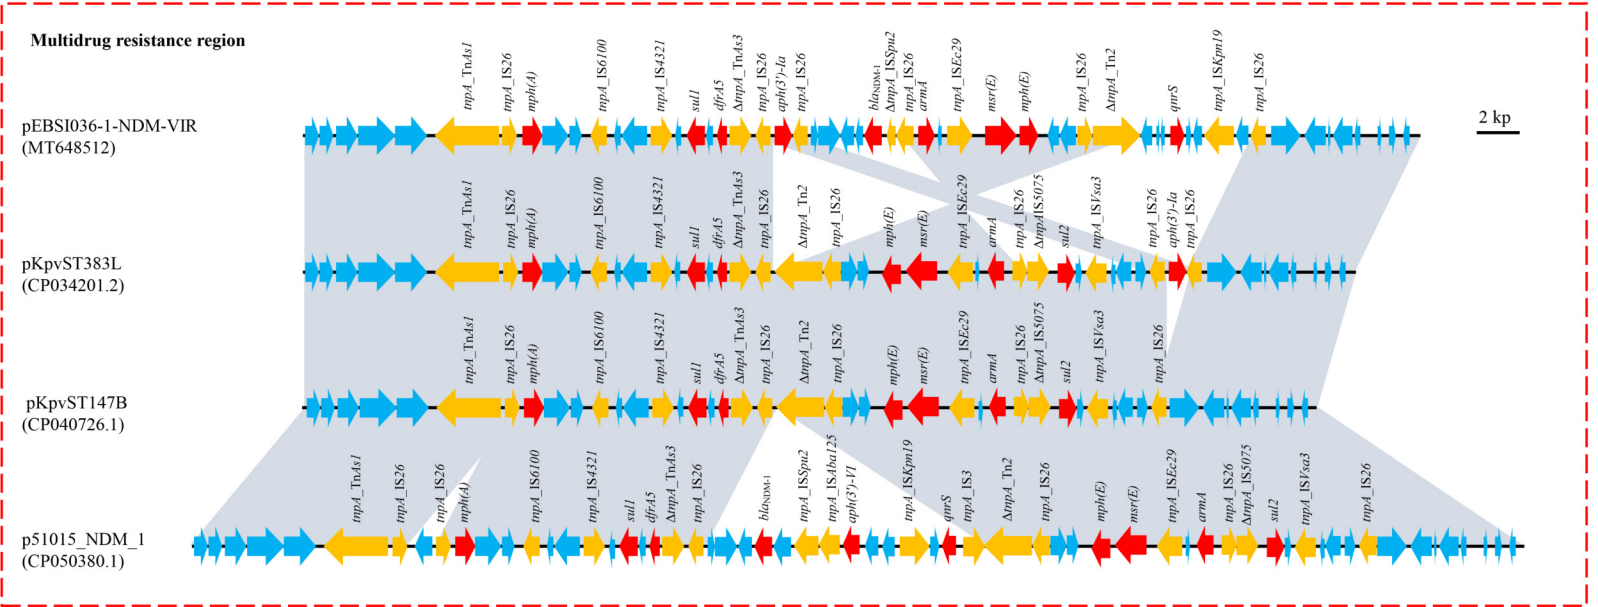 Multidrug resistance region
tnpA_TnAs1 tnpA_IS26 mph(A) tnpA_IS6100 tnpA_IS4321 sul1 dfrA5 ΔtnpA_TnAs3 tnpA_IS26 aph(3')-Ia tnpA_IS26 blaNDM-1 ΔtnpA_ISSpu2 tnpA_IS26 armA tnpA_ISEc29 msr(E) mph(E) tnpA_IS26 ΔtnpA_Tn2 qnrS tnpA_ISKpn19 tnpA_IS26
pEBSI036-1-NDM-VIR
(MT648512)
2 kp
tnpA_TnAs1 tnpA_IS26 mph(A) tnpA_IS6100 tnpA_IS4321 sul1 dfrA5 ΔtnpA_TnAs3 tnpA_IS26 ΔtnpA_Tn2 tnpA_IS26 mph(E) msr(E) tnpA_ISEc29 armA tnpA_IS26 ΔtnpAIS5075 sul2 tnpA_ISVsa3 tnpA_IS26 aph(3')-Ia tnpA_IS26
pKpvST383L
(CP034201.2)
tnpA_TnAs1 tnpA_IS26 mph(A) tnpA_IS6100 tnpA_IS4321 sul1 dfrA5 ΔtnpA_TnAs3 tnpA_IS26 ΔtnpA_Tn2 tnpA_IS26 mph(E) msr(E) tnpA_ISEc29 armA tnpA_IS26 ΔtnpA_IS5075 sul2 tnpA_ISVsa3 tnpA_IS26
pKpvST147B
(CP040726.1)
tnpA_TnAs1 tnpA_IS26 tnpA_IS26 mph(A) tnpA_IS6100 tnpA_IS4321 sul1 dfrA5 ΔtnpA_TnAs3 tnpA_IS26 blaNDM-1 tnpA_ISSpu2 tnpA_ISAba125 aph(3')-VI tnpA_ISKpn19 qnrS tnpA_IS3 ΔtnpA_Tn2 tnpA_IS26 mph(E) msr(E) tnpA_ISEc29 armA tnpA_IS26 ΔtnpA_IS5075 sul2 tnpA_ISVsa3 tnpA_IS26
p51015_NDM_1
(CP050380.1)